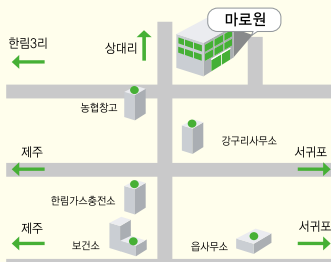 마로원
한림3리
상대리
농협창고
강구리사무소
제주
서귀포
한림가스충전소
제주
서귀포
보건소
읍사무소